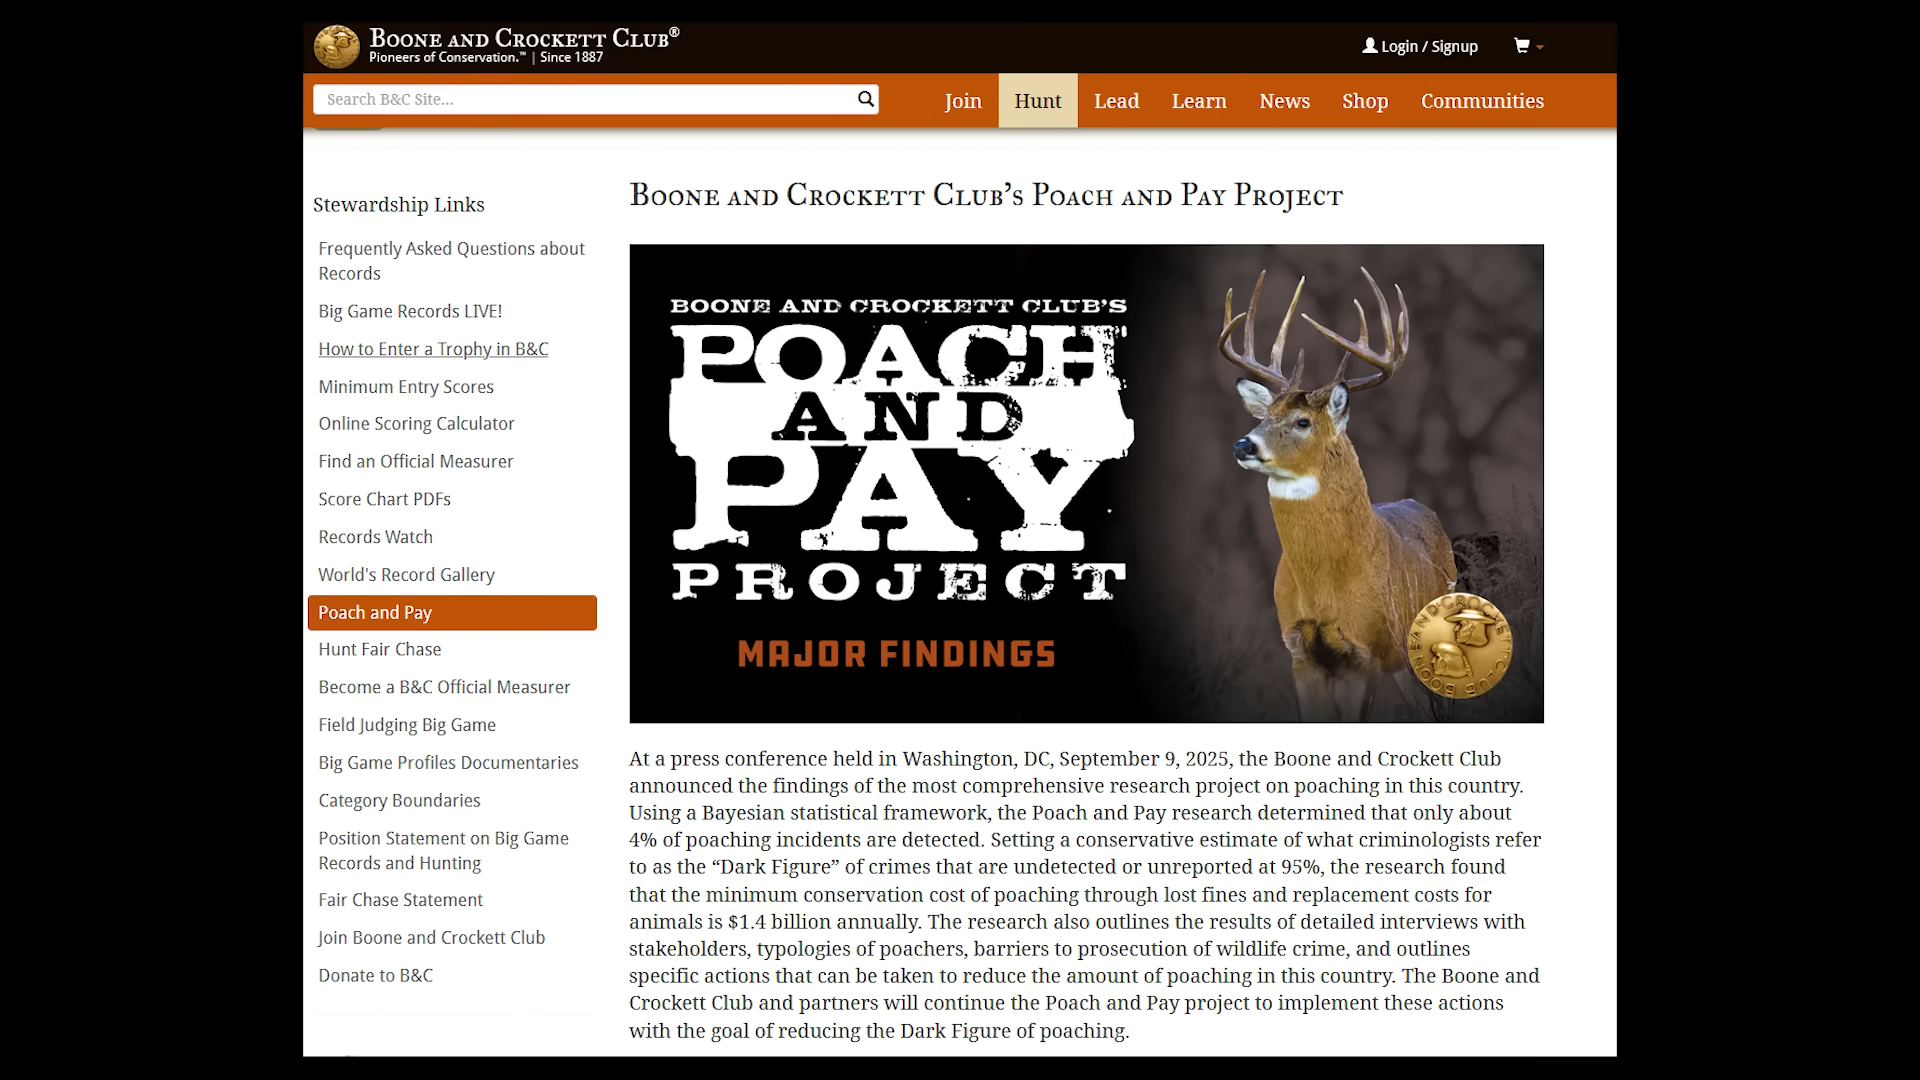 BOONE AND CROCKETT CLUB®
Pioneers of Conservation.™ | Since 1887
Login / Signup
Search B&C Site...
Join
Hunt
Lead
Learn
News
Shop
Communities
Stewardship Links
Frequently Asked Questions about
Records
Big Game Records LIVE!
How to Enter a Trophy in B&C
Minimum Entry Scores
Online Scoring Calculator
Find an Official Measurer
Score Chart PDFs
Records Watch
World's Record Gallery
Poach and Pay
Hunt Fair Chase
Become a B&C Official Measurer
Field Judging Big Game
Big Game Profiles Documentaries
Category Boundaries
Position Statement on Big Game
Records and Hunting
Fair Chase Statement
Join Boone and Crockett Club
Donate to B&C
BOONE AND CROCKETT CLUB’S POACH AND PAY PROJECT
BOONE AND CROCKETT CLUB'S
POACH
AND
PAY
PROJECT
MAJOR FINDINGS
BOONE·AND·CROCKETT·CLUB
At a press conference held in Washington, DC, September 9, 2025, the Boone and Crockett Club
announced the findings of the most comprehensive research project on poaching in this country.
Using a Bayesian statistical framework, the Poach and Pay research determined that only about
4% of poaching incidents are detected. Setting a conservative estimate of what criminologists refer
to as the “Dark Figure” of crimes that are undetected or unreported at 95%, the research found
that the minimum conservation cost of poaching through lost fines and replacement costs for
animals is $1.4 billion annually. The research also outlines the results of detailed interviews with
stakeholders, typologies of poachers, barriers to prosecution of wildlife crime, and outlines
specific actions that can be taken to reduce the amount of poaching in this country. The Boone and
Crockett Club and partners will continue the Poach and Pay project to implement these actions
with the goal of reducing the Dark Figure of poaching.